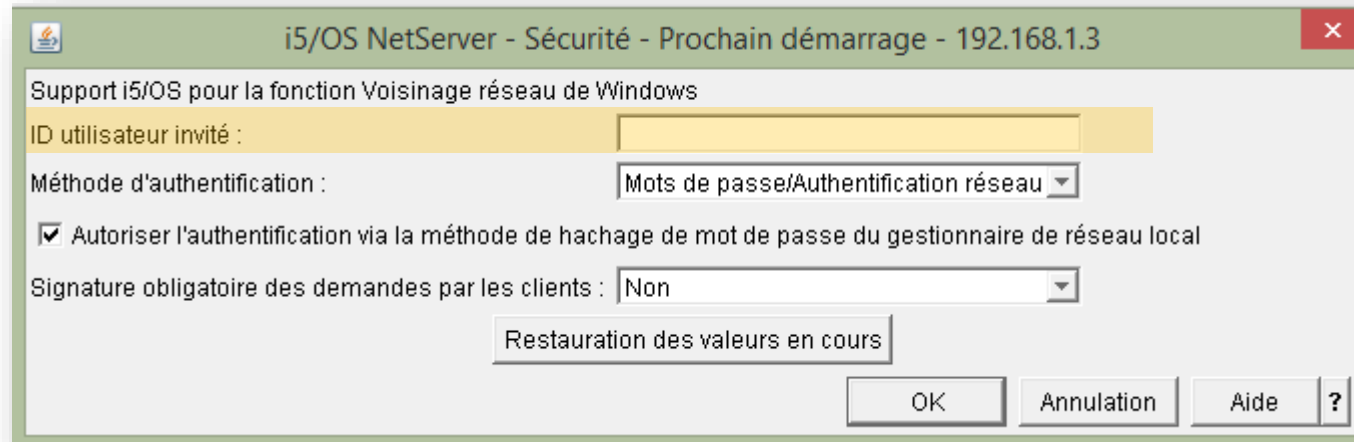 i5/OS NetServer - Sécurité - Prochain démarrage - 192.168.1.3
Support i5/OS pour la fonction Voisinage réseau de Windows
ID utilisateur invité :
Méthode d'authentification : Mots de passe/Authentification réseau
Autoriser l'authentification via la méthode de hachage de mot de passe du gestionnaire de réseau local
Signature obligatoire des demandes par les clients : Non
Restauration des valeurs en cours
OK Annulation Aide ?